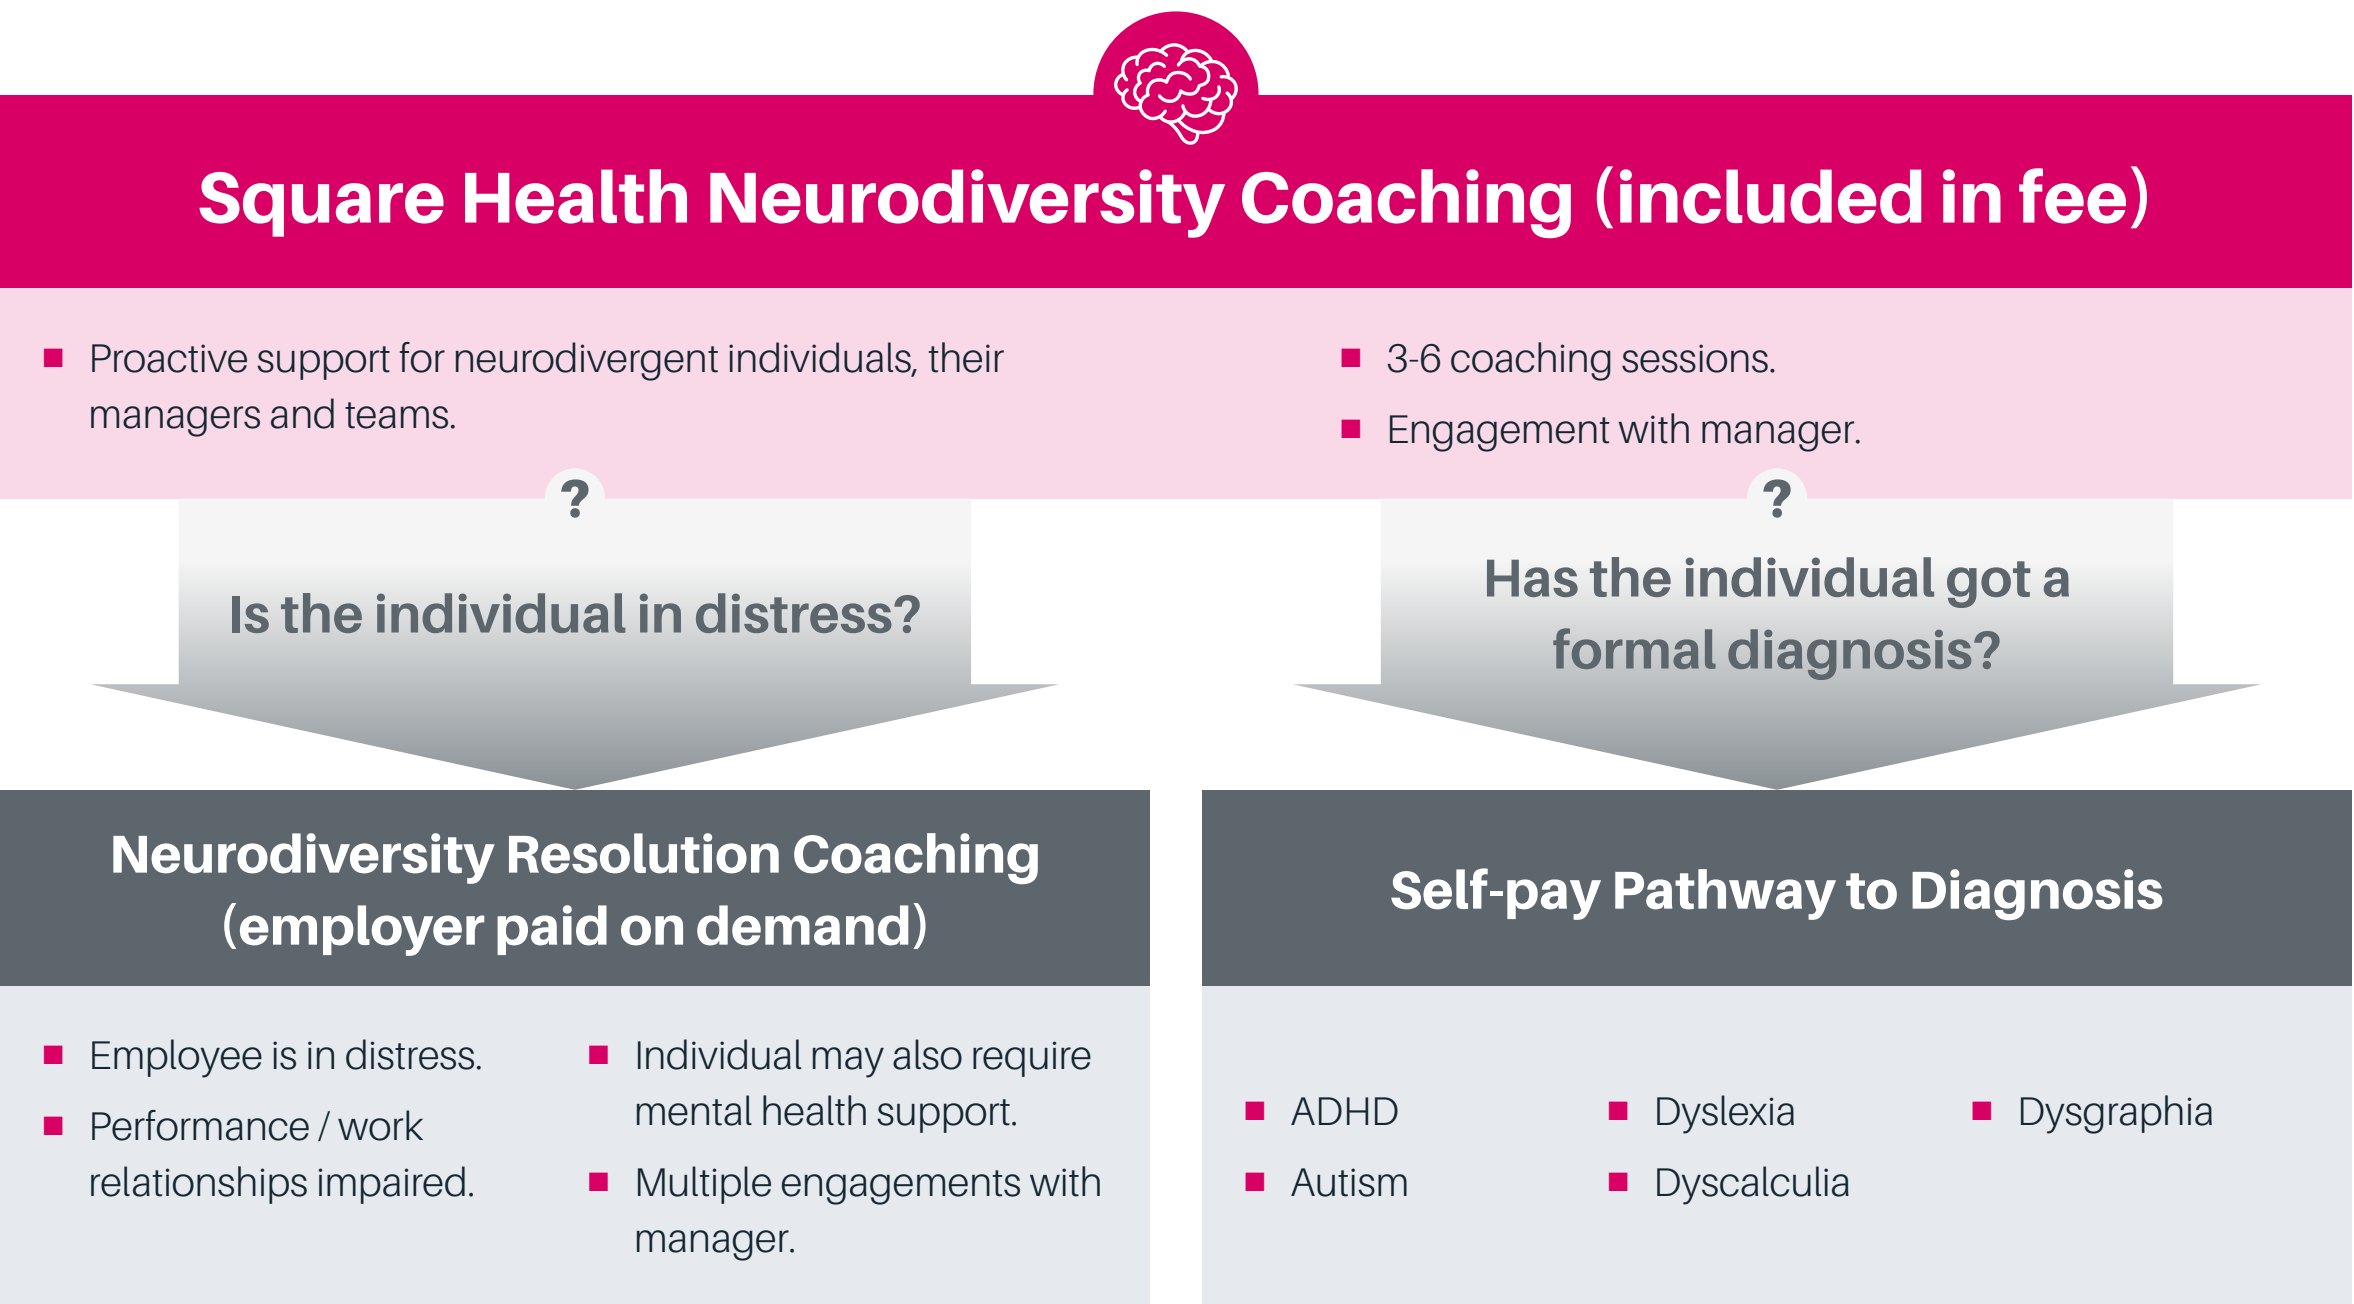 Square Health Neurodiversity Coaching (included in fee)
Proactive support for neurodivergent individuals, their
managers and teams.
3-6 coaching sessions.
Engagement with manager.
?
Is the individual in distress?
?
Has the individual got a
formal diagnosis?
Neurodiversity Resolution Coaching
(employer paid on demand)
Employee is in distress.
Performance / work
relationships impaired.
Individual may also require
mental health support.
Multiple engagements with
manager.
Self-pay Pathway to Diagnosis
ADHD
Autism
Dyslexia
Dyscalculia
Dysgraphia